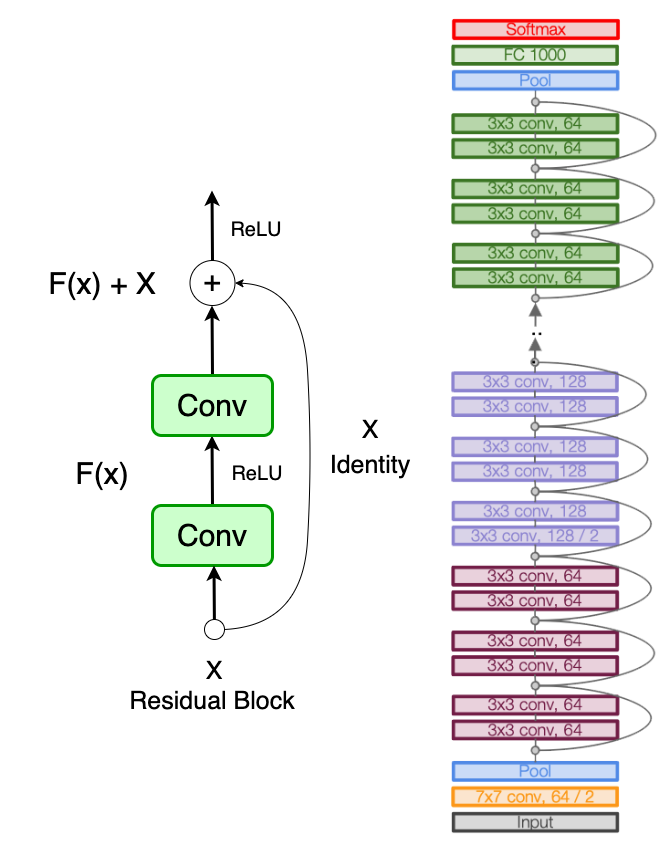 ReLU
F(x) + X
+
Conv
F(x)
ReLU
X
Identity
Conv
X
Residual Block
Softmax
FC 1000
Pool
3x3 conv, 64
3x3 conv, 64
3x3 conv, 64
3x3 conv, 64
3x3 conv, 64
3x3 conv, 64
..
3x3 conv, 128
3x3 conv, 128
3x3 conv, 128
3x3 conv, 128
3x3 conv, 128
3x3 conv, 128 / 2
3x3 conv, 64
3x3 conv, 64
3x3 conv, 64
3x3 conv, 64
3x3 conv, 64
3x3 conv, 64
Pool
7x7 conv, 64 / 2
Input